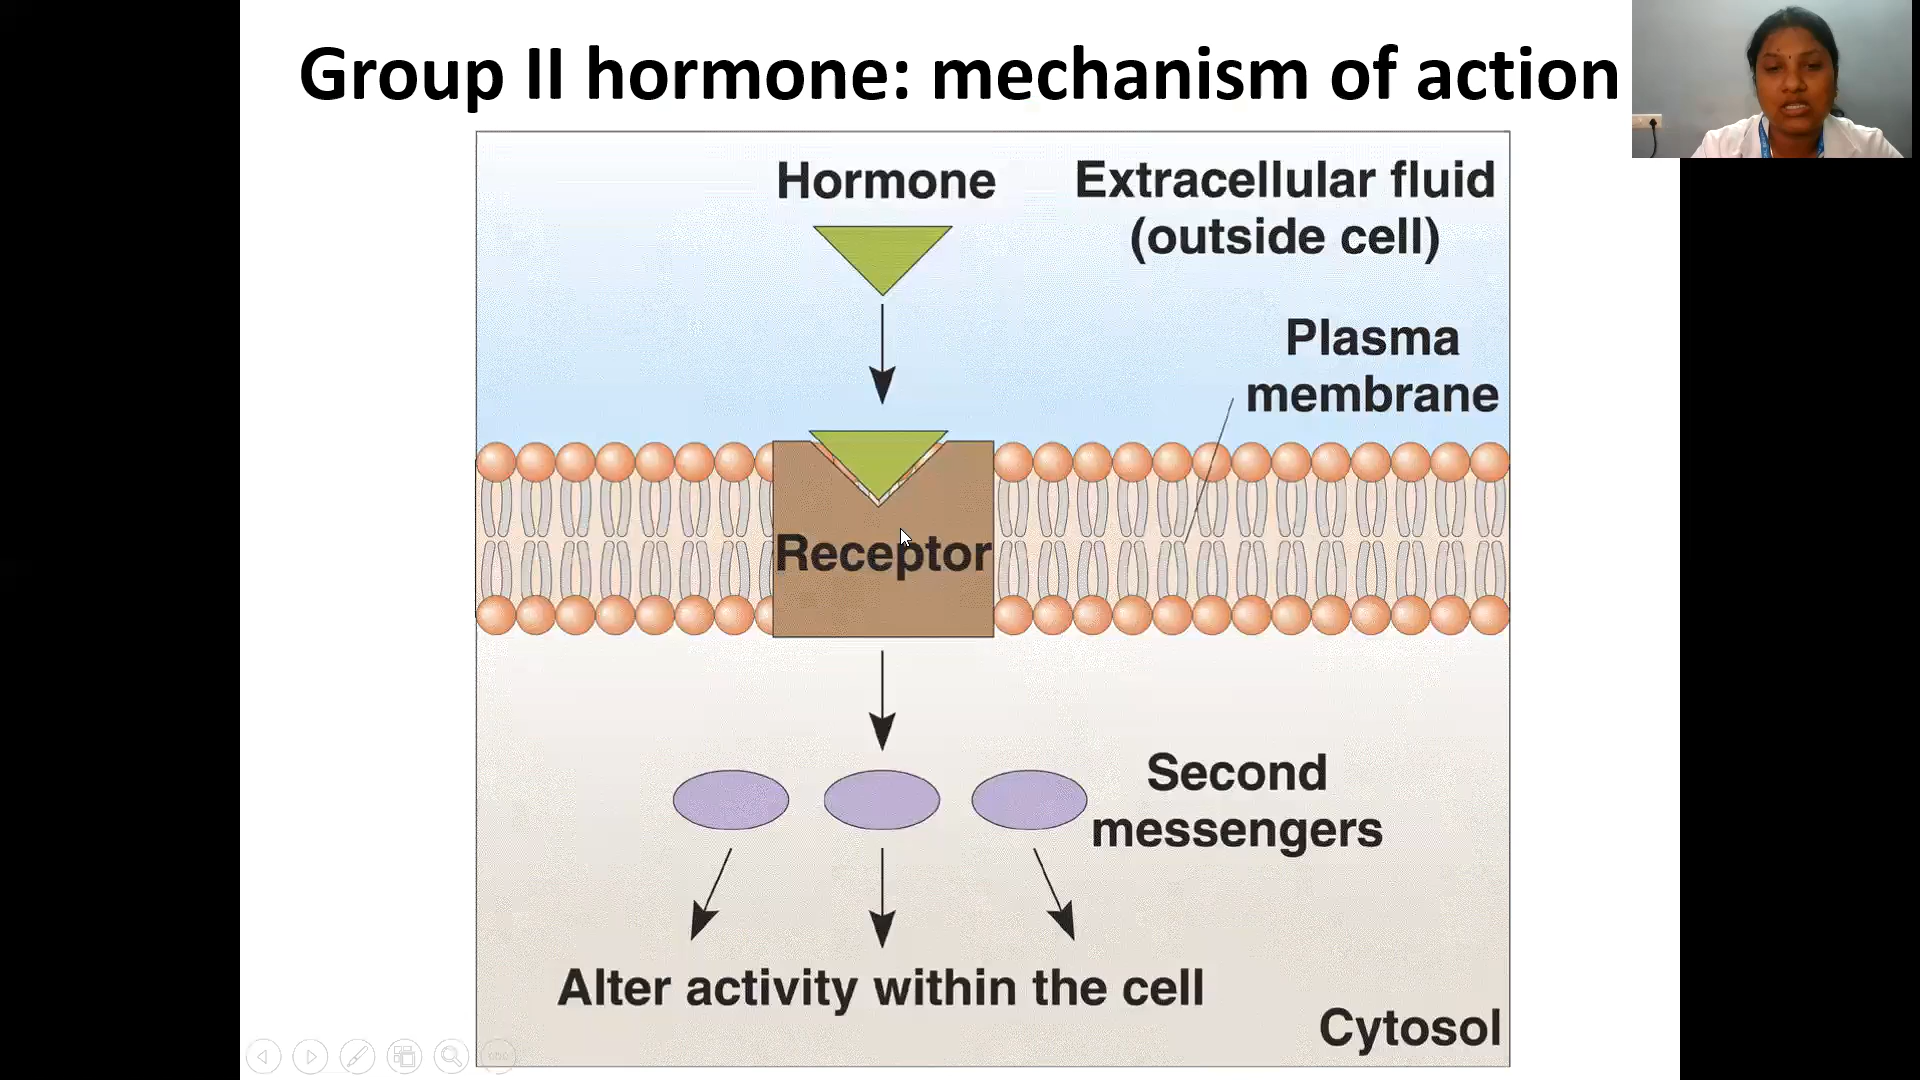 Group II hormone: mechanism of action
Hormone
Extracellular fluid
(outside cell)
Plasma
membrane
Receptor
Second
messengers
Alter activity within the cell
Cytosol